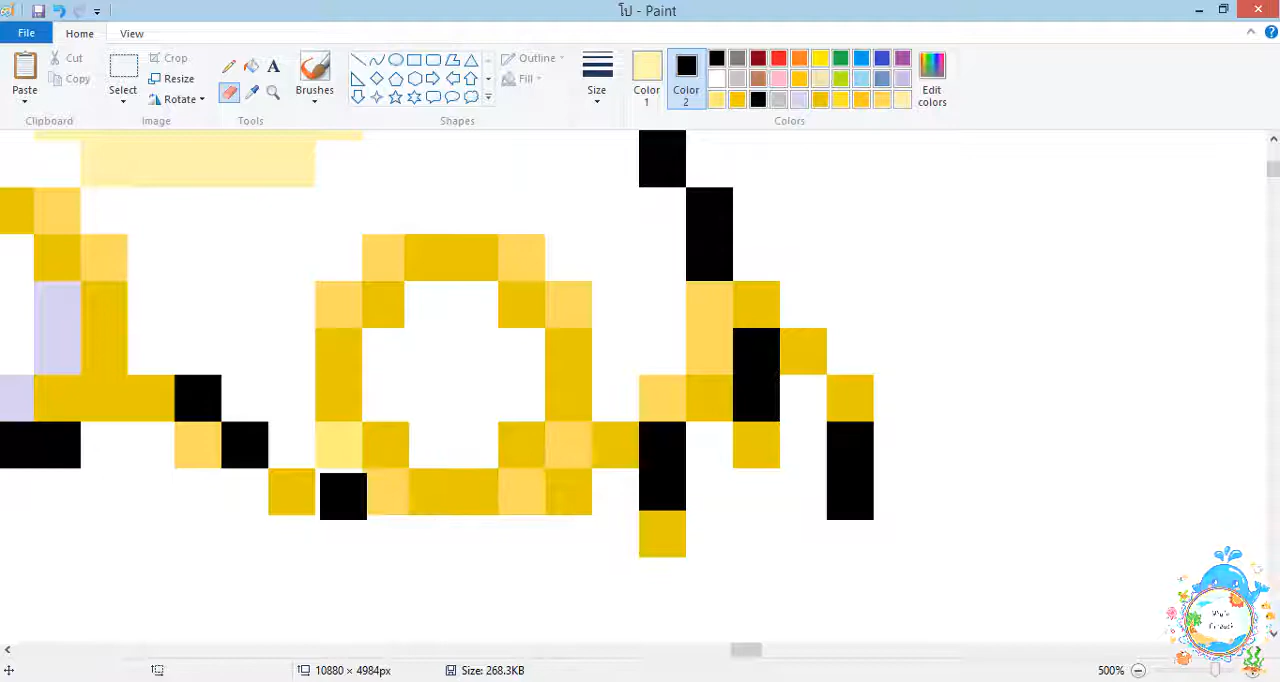 โป - Paint
File Home View
Paste Cut Copy Select Crop Resize Rotate Brushes Outline Fill Size Color 1 Color 2 Edit colors
Clipboard Image Tools Shapes Colors
10880 × 4984px Size: 268.3KB 500%